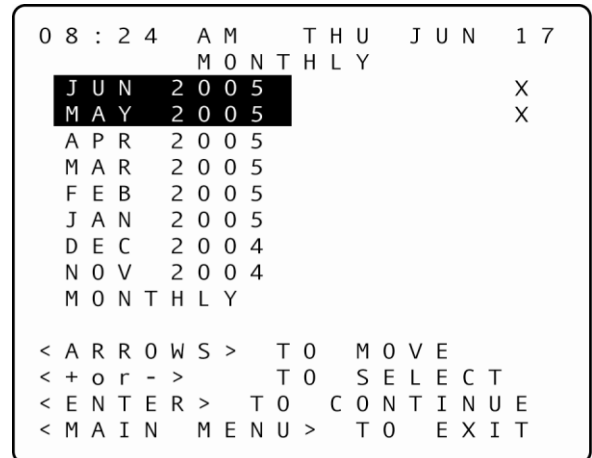 08:24 AM THU JUN 17
MONTHLY
JUN 2005 X
MAY 2005 X
APR 2005
MAR 2005
FEB 2005
JAN 2005
DEC 2004
NOV 2004
MONTHLY
<ARROWS> TO MOVE
<+or-> TO SELECT
<ENTER> TO CONTINUE
<MAIN MENU> TO EXIT